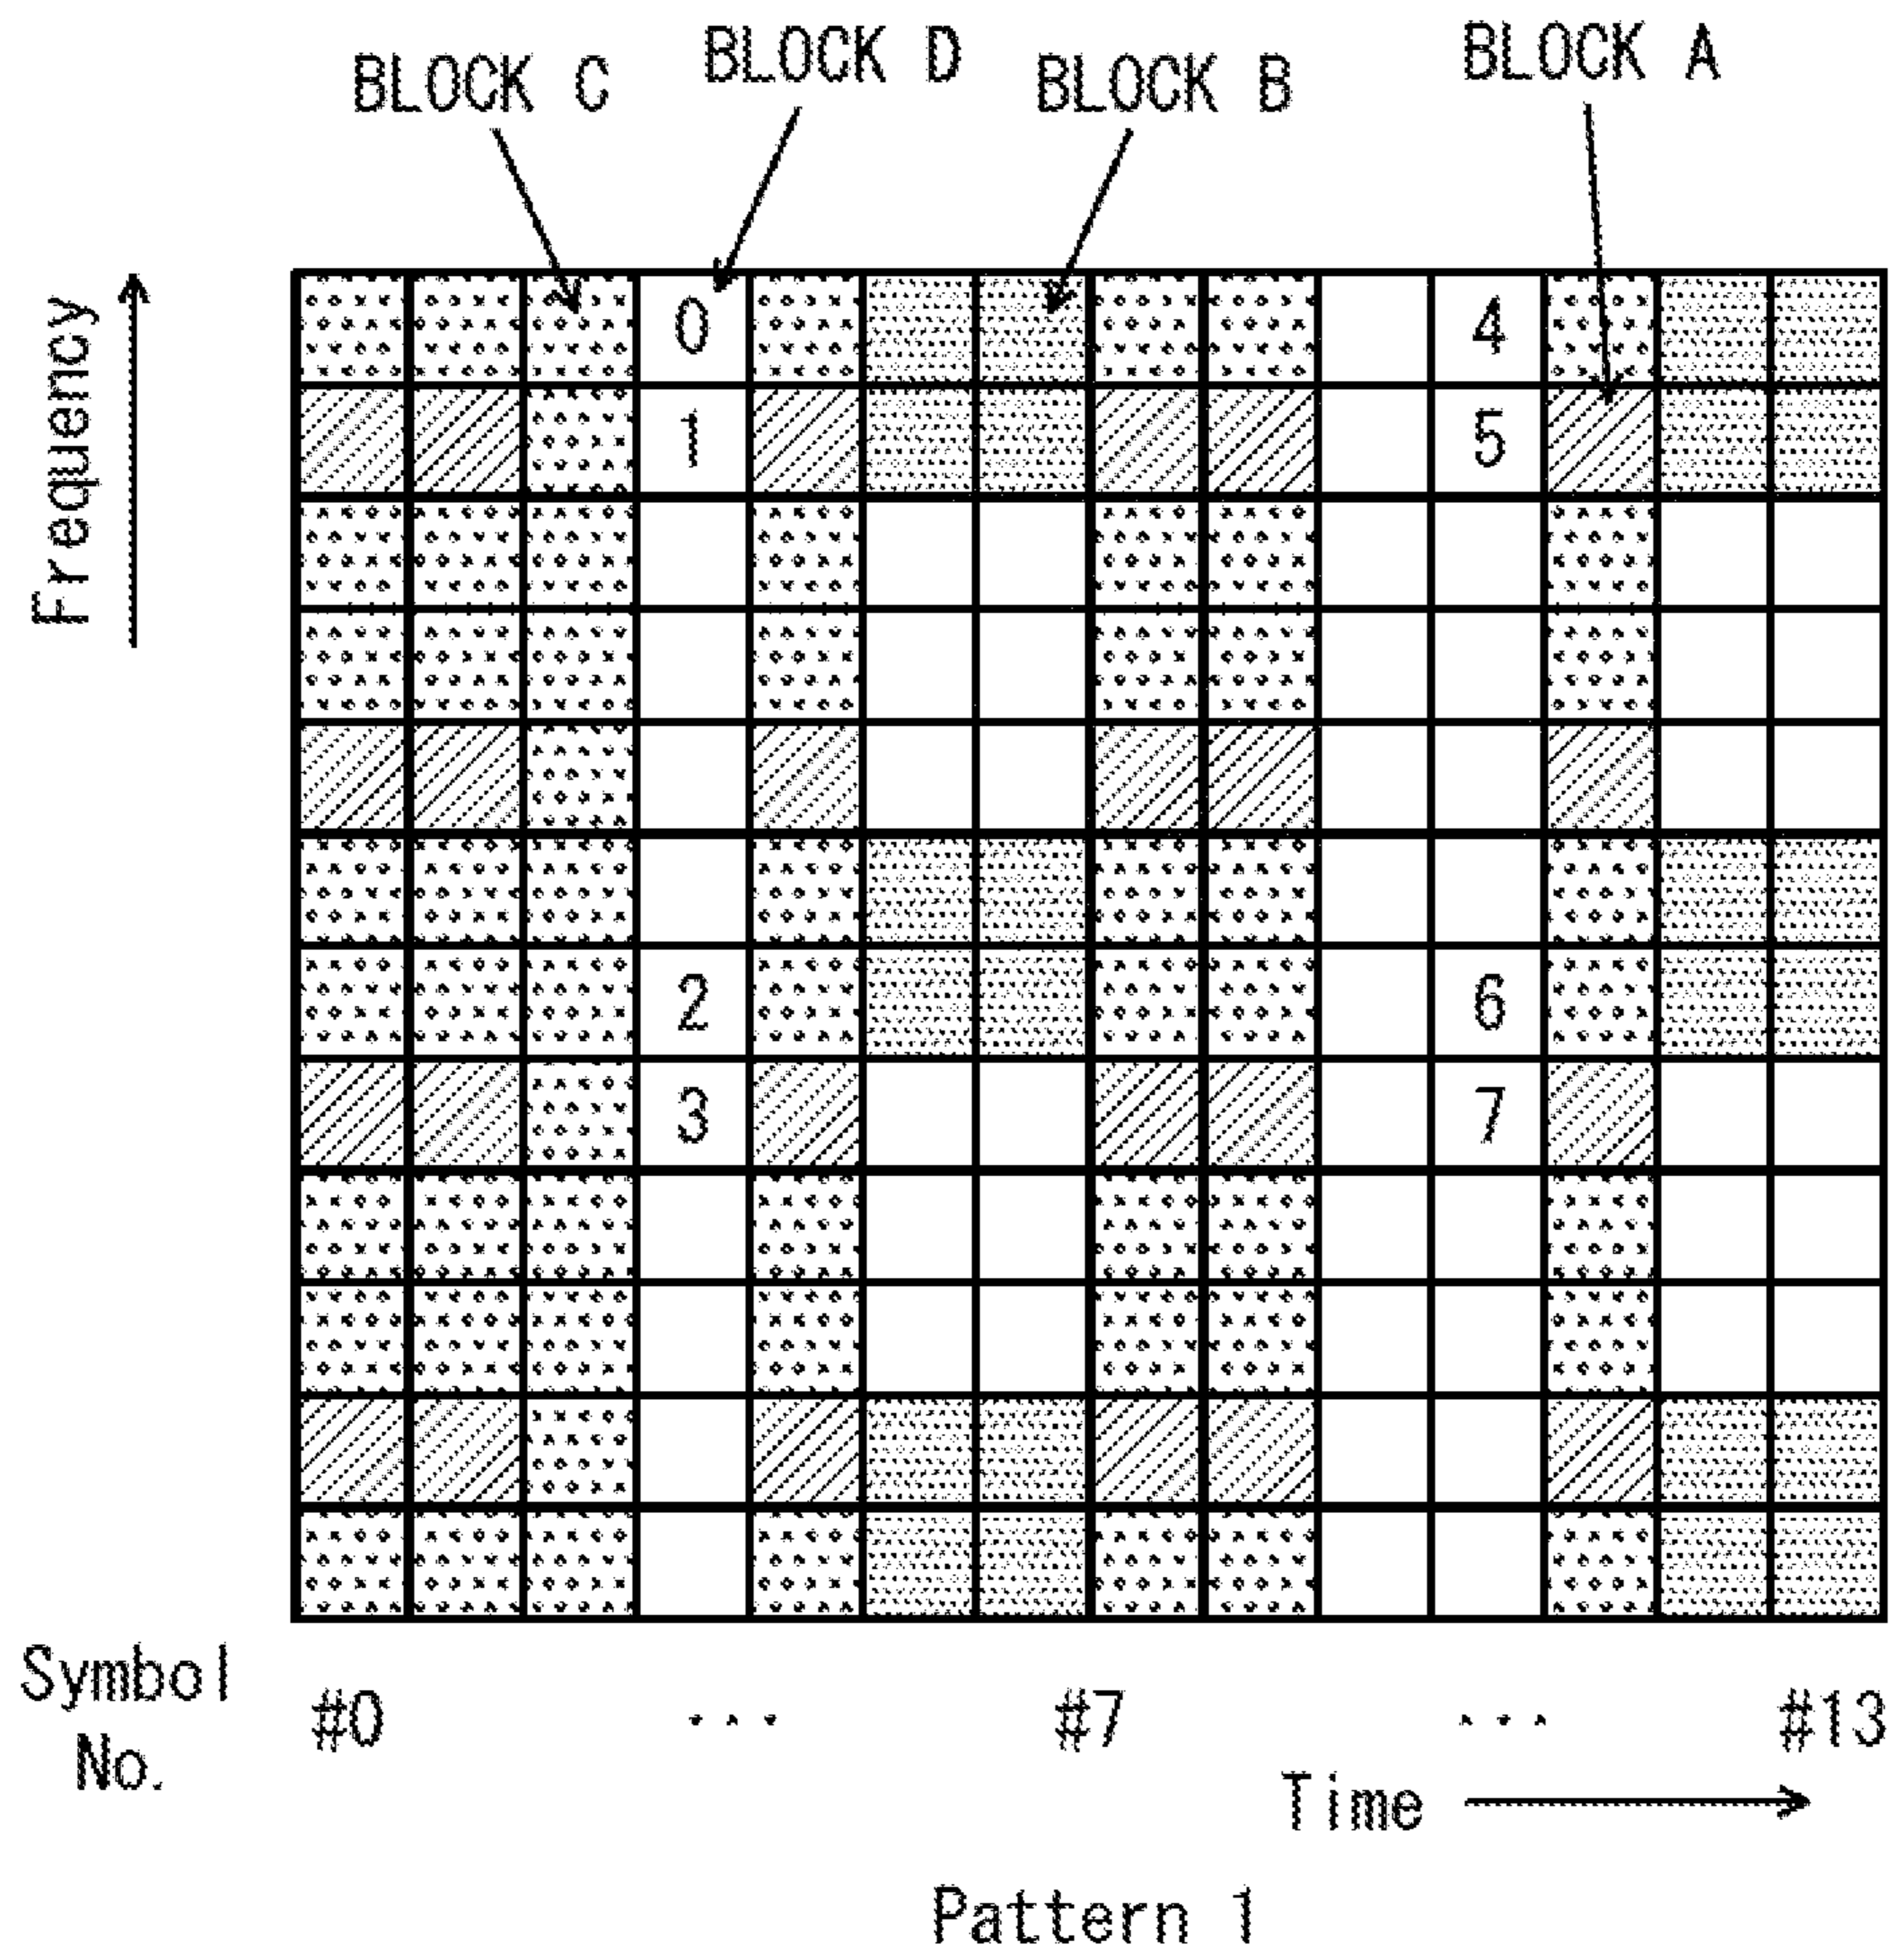 BLOCK C BLOCK D BLOCK B BLOCK A
Frequency
0 4
1 5
2 6
3 7
Symbol No. #0 ... #7 ... #13
Time
Pattern 1